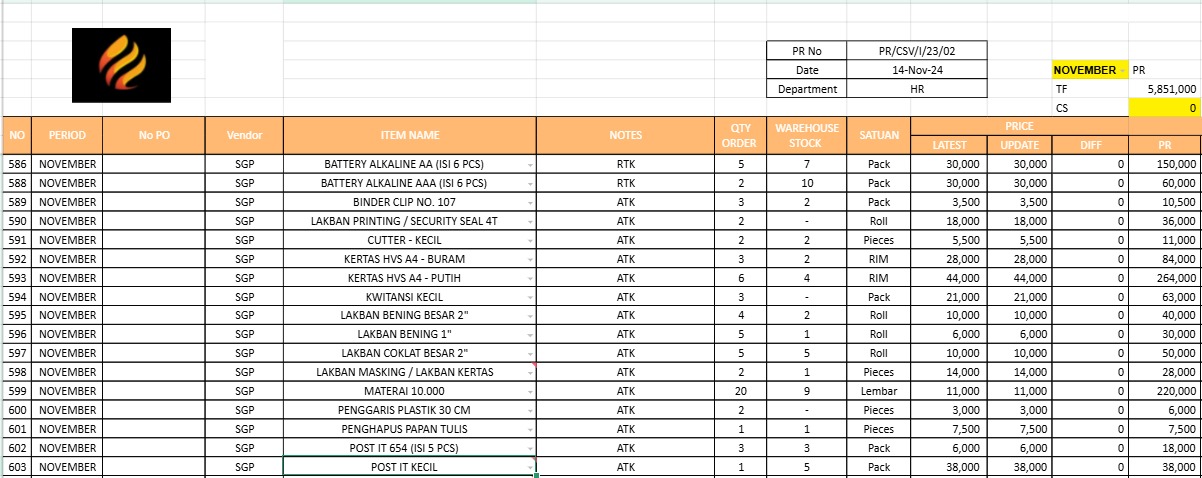 PR No PR/CSV/I/23/02
Date 14-Nov-24 NOVEMBER PR
Department HR TF 5,851,000
CS 0
NO PERIOD No PO Vendor ITEM NAME NOTES QTY ORDER WAREHOUSE STOCK SATUAN PRICE
LATEST UPDATE DIFF PR
586 NOVEMBER SGP BATTERY ALKALINE AA (ISI 6 PCS) RTK 5 7 Pack 30,000 30,000 0 150,000
588 NOVEMBER SGP BATTERY ALKALINE AAA (ISI 6 PCS) RTK 2 10 Pack 30,000 30,000 0 60,000
589 NOVEMBER SGP BINDER CLIP NO. 107 ATK 3 2 Pack 3,500 3,500 0 10,500
590 NOVEMBER SGP LAKBAN PRINTING / SECURITY SEAL 4T ATK 2 - Roll 18,000 18,000 0 36,000
591 NOVEMBER SGP CUTTER - KECIL ATK 2 2 Pieces 5,500 5,500 0 11,000
592 NOVEMBER SGP KERTAS HVS A4 - BURAM ATK 3 2 RIM 28,000 28,000 0 84,000
593 NOVEMBER SGP KERTAS HVS A4 - PUTIH ATK 6 4 RIM 44,000 44,000 0 264,000
594 NOVEMBER SGP KWITANSI KECIL ATK 3 - Pack 21,000 21,000 0 63,000
595 NOVEMBER SGP LAKBAN BENING BESAR 2" ATK 4 2 Roll 10,000 10,000 0 40,000
596 NOVEMBER SGP LAKBAN BENING 1" ATK 5 1 Roll 6,000 6,000 0 30,000
597 NOVEMBER SGP LAKBAN COKLAT BESAR 2" ATK 5 5 Roll 10,000 10,000 0 50,000
598 NOVEMBER SGP LAKBAN MASKING / LAKBAN KERTAS ATK 2 1 Pieces 14,000 14,000 0 28,000
599 NOVEMBER SGP MATERAI 10.000 ATK 20 9 Lembar 11,000 11,000 0 220,000
600 NOVEMBER SGP PENGGARIS PLASTIK 30 CM ATK 2 - Pieces 3,000 3,000 0 6,000
601 NOVEMBER SGP PENGHAPUS PAPAN TULIS ATK 1 1 Pieces 7,500 7,500 0 7,500
602 NOVEMBER SGP POST IT 654 (ISI 5 PCS) ATK 3 3 Pack 6,000 6,000 0 18,000
603 NOVEMBER SGP POST IT KECIL ATK 1 5 Pack 38,000 38,000 0 38,000